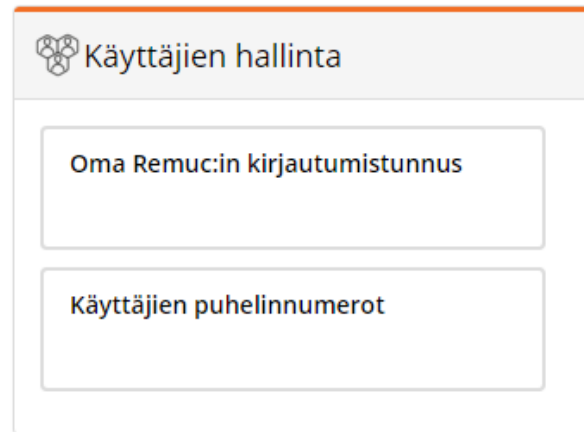 Käyttäjien hallinta
Oma Remuc:in kirjautumistunnus
Käyttäjien puhelinnumerot